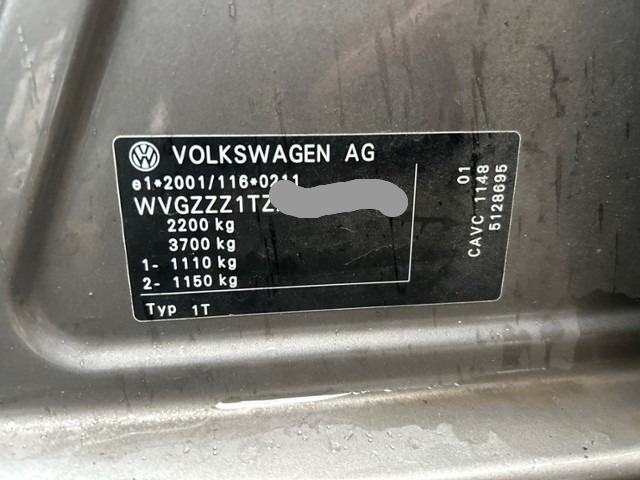 VOLKSWAGEN AG
e1*2001/116*0211
WVGZZZ1TZ
2200 kg
3700 kg
1- 1110 kg
2- 1150 kg
Typ 1T
01
CAVC 1148
5128695